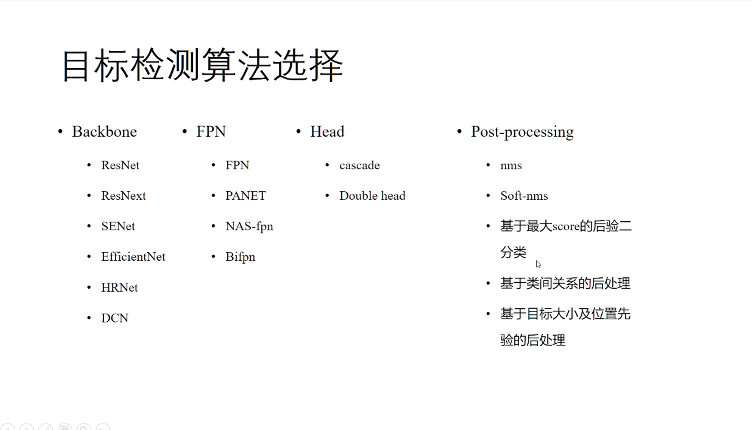 目标检测算法选择
• Backbone
• ResNet
• ResNext
• SENet
• EfficientNet
• HRNet
• DCN
• FPN
• FPN
• PANET
• NAS-fpn
• Bifpn
• Head
• cascade
• Double head
• Post-processing
• nms
• Soft-nms
• 基于最大score的后验二
分类
• 基于类间关系的后处理
• 基于目标大小及位置先
验的后处理